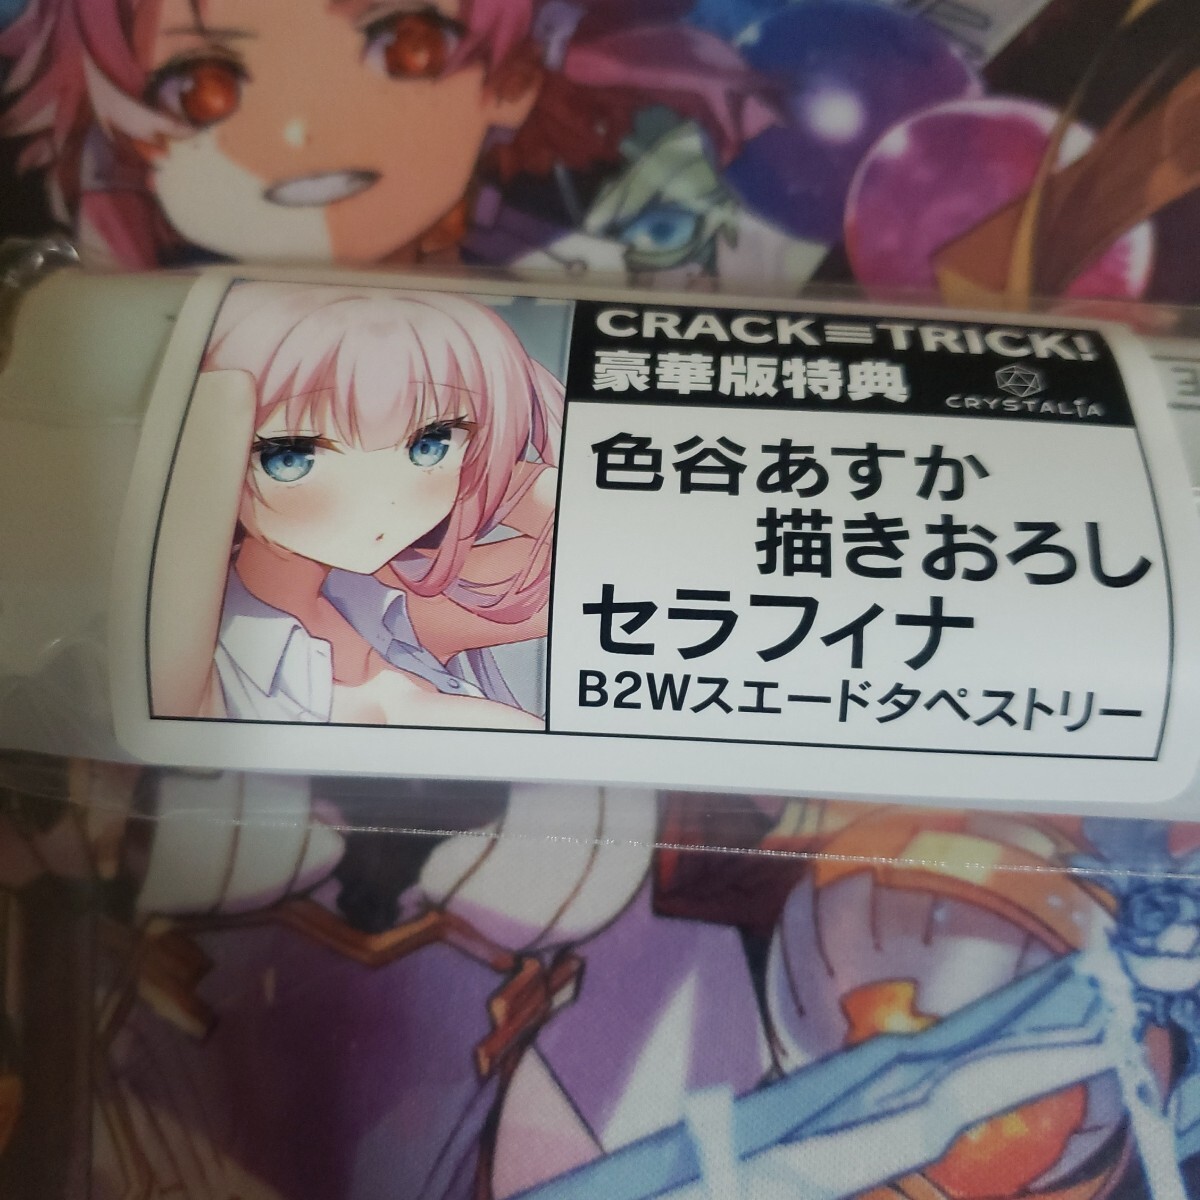 CRACK≡TRICK!
豪華版特典
CRYSTALiA
色谷あすか
描きおろし
セラフィナ
B2Wスエードタペストリー